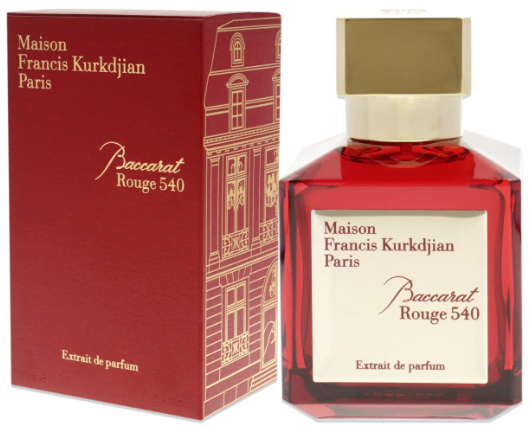 Maison
Francis Kurkdjian
Paris
Baccarat
Rouge 540
Extrait de parfum
Maison
Francis Kurkdjian
Paris
Baccarat
Rouge 540
Extrait de parfum